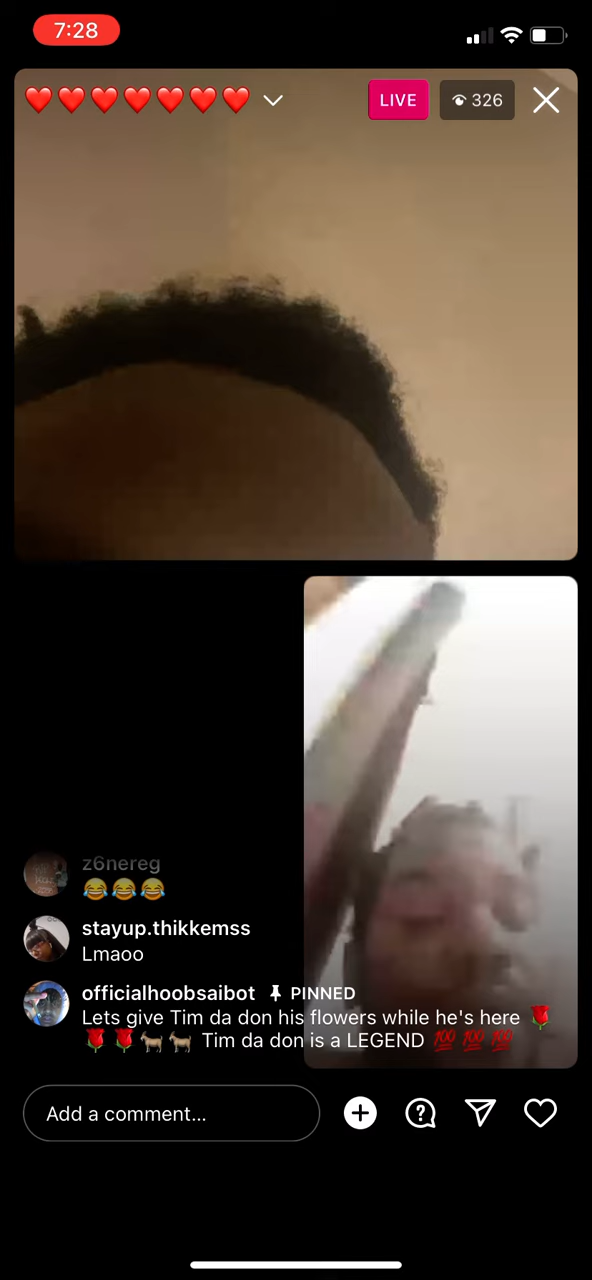 7:28
❤️❤️❤️❤️❤️❤️❤️
LIVE
326
z6nereg
😂😂😂
stayup.thikkemss
Lmaoo
officialhoobsaibot PINNED
Lets give Tim da don his flowers while he's here 🌹
🌹🌹🐐🐐 Tim da don is a LEGEND 💯💯💯
Add a comment...